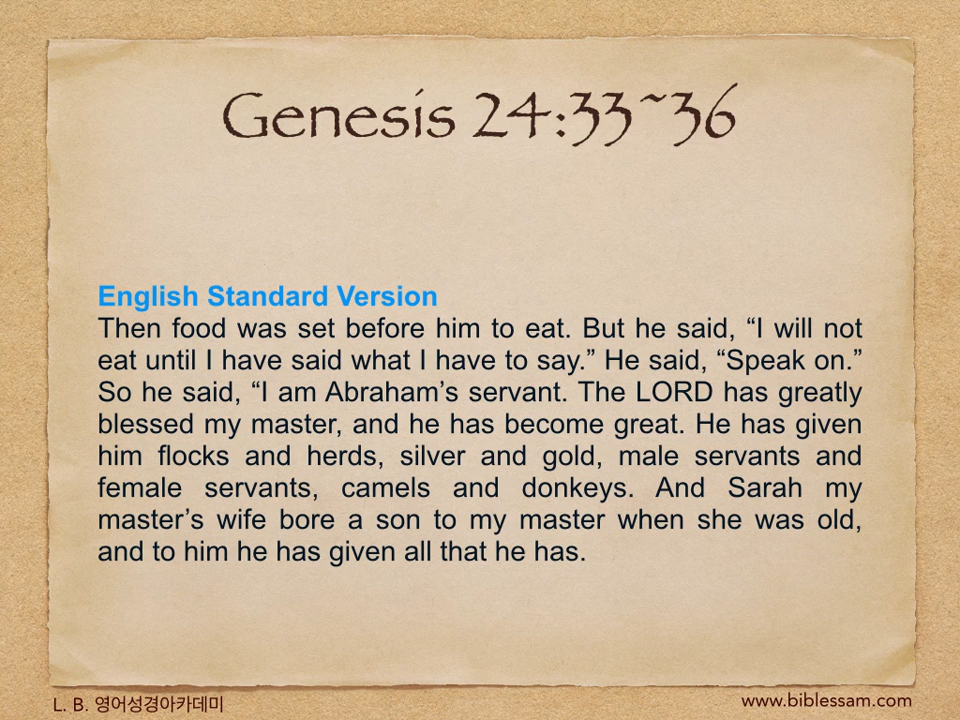 Genesis 24:33~36
English Standard Version
Then food was set before him to eat. But he said, “I will not
eat until I have said what I have to say.” He said, “Speak on.”
So he said, “I am Abraham’s servant. The LORD has greatly
blessed my master, and he has become great. He has given
him flocks and herds, silver and gold, male servants and
female servants, camels and donkeys. And Sarah my
master’s wife bore a son to my master when she was old,
and to him he has given all that he has.
L. B. 영어성경아카데미
www.biblessam.com